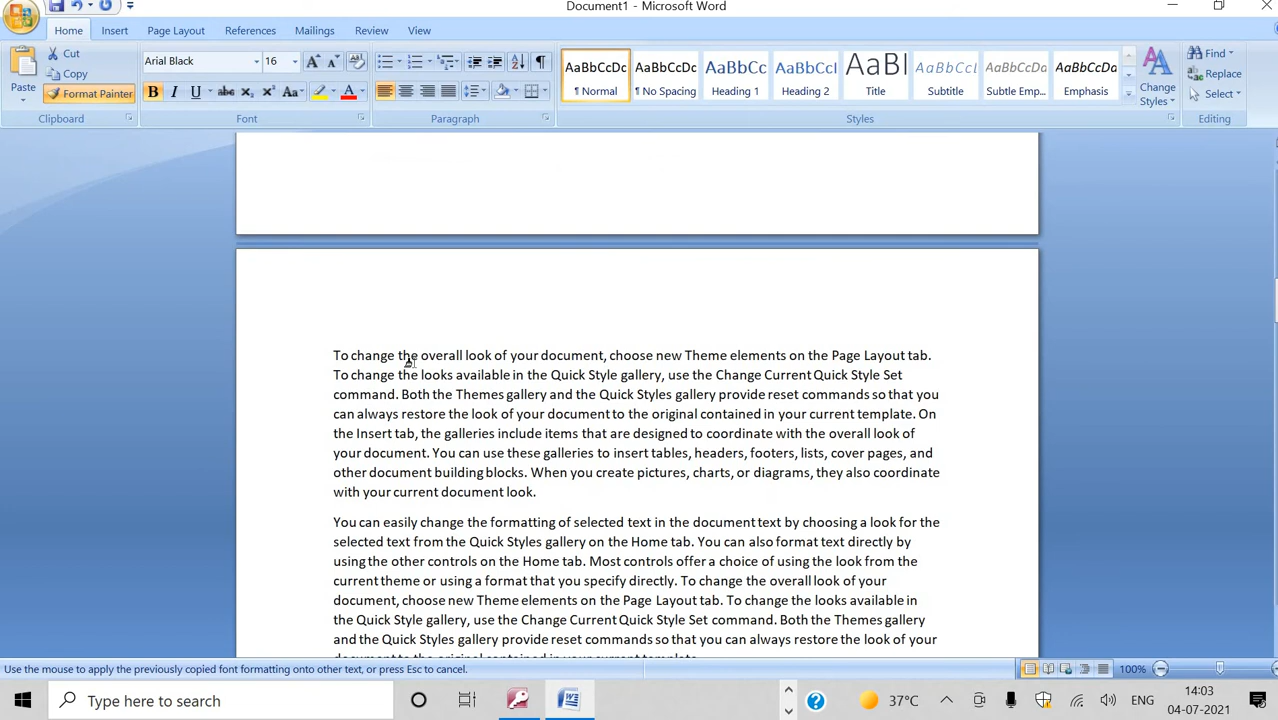 Document1 - Microsoft Word
Home Insert Page Layout References Mailings Review View
Paste Cut Copy Format Painter
Arial Black 16
B I U abe x₂ x² Aa A
AaBbCcDc ¶ Normal
AaBbCcDc ¶ No Spacing
AaBbCc Heading 1
AaBbCcI Heading 2
AaBl Title
AaBbCcI Subtitle
AaBbCcDa Subtle Emp...
AaBbCcDa Emphasis
Change Styles
Find
Replace
Select
Clipboard Font Paragraph Styles Editing
To change the overall look of your document, choose new Theme elements on the Page Layout tab.
To change the looks available in the Quick Style gallery, use the Change Current Quick Style Set
command. Both the Themes gallery and the Quick Styles gallery provide reset commands so that you
can always restore the look of your document to the original contained in your current template. On
the Insert tab, the galleries include items that are designed to coordinate with the overall look of
your document. You can use these galleries to insert tables, headers, footers, lists, cover pages, and
other document building blocks. When you create pictures, charts, or diagrams, they also coordinate
with your current document look.
You can easily change the formatting of selected text in the document text by choosing a look for the
selected text from the Quick Styles gallery on the Home tab. You can also format text directly by
using the other controls on the Home tab. Most controls offer a choice of using the look from the
current theme or using a format that you specify directly. To change the overall look of your
document, choose new Theme elements on the Page Layout tab. To change the looks available in
the Quick Style gallery, use the Change Current Quick Style Set command. Both the Themes gallery
and the Quick Styles gallery provide reset commands so that you can always restore the look of your
document to the original contained in your current template.
Use the mouse to apply the previously copied font formatting onto other text, or press Esc to cancel.
100%
Type here to search
37°C ENG 14:03
04-07-2021